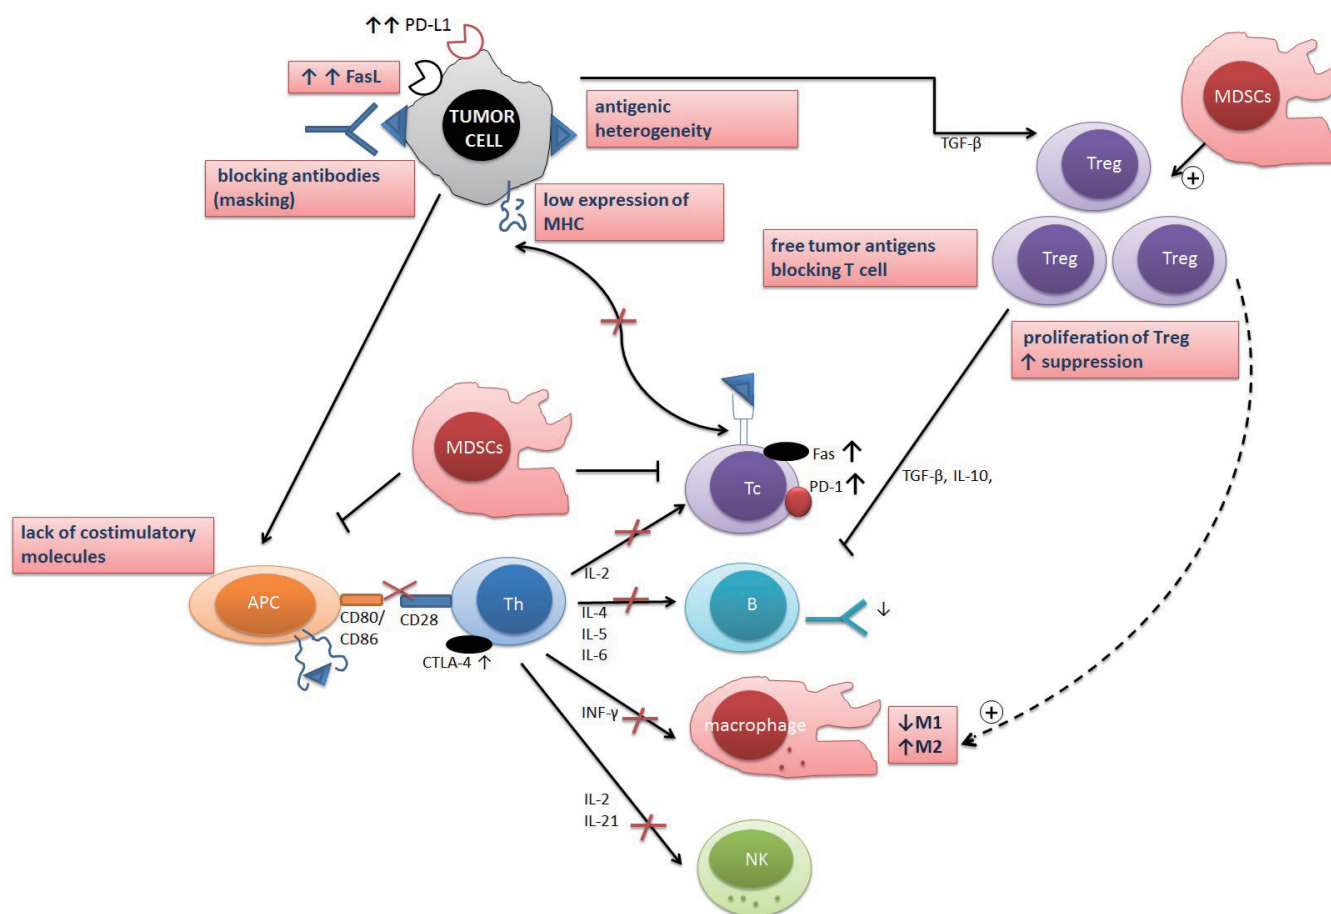 ↑↑ PD-L1
↑ ↑ FasL
TUMOR
CELL
antigenic
heterogeneity
blocking antibodies
(masking)
low expression of
MHC
TGF-β
MDSCs
+
Treg
Treg
Treg
free tumor antigens
blocking T cell
proliferation of Treg
↑ suppression
MDSCs
Tc
Fas ↑
PD-1 ↑
TGF-β, IL-10,
lack of costimulatory
molecules
APC
CD80/
CD86
CD28
Th
CTLA-4 ↑
IL-2
IL-4
IL-5
IL-6
B
↓
INF-γ
macrophage
↓M1
↑M2
+
IL-2
IL-21
NK